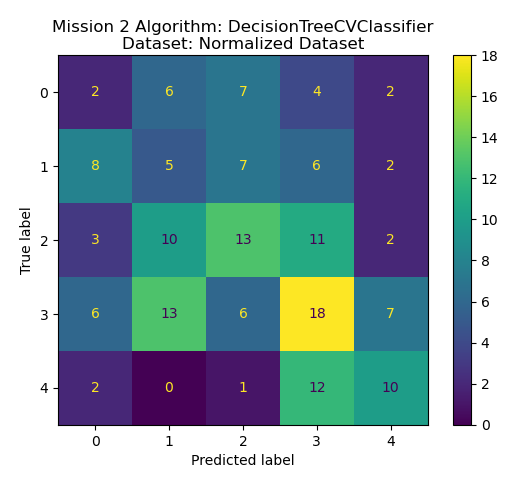 Mission 2 Algorithm: DecisionTreeCVClassifier
Dataset: Normalized Dataset
True label
0 2 6 7 4 2
1 8 5 7 6 2
2 3 10 13 11 2
3 6 13 6 18 7
4 2 0 1 12 10
0 1 2 3 4
Predicted label
18
16
14
12
10
8
6
4
2
0